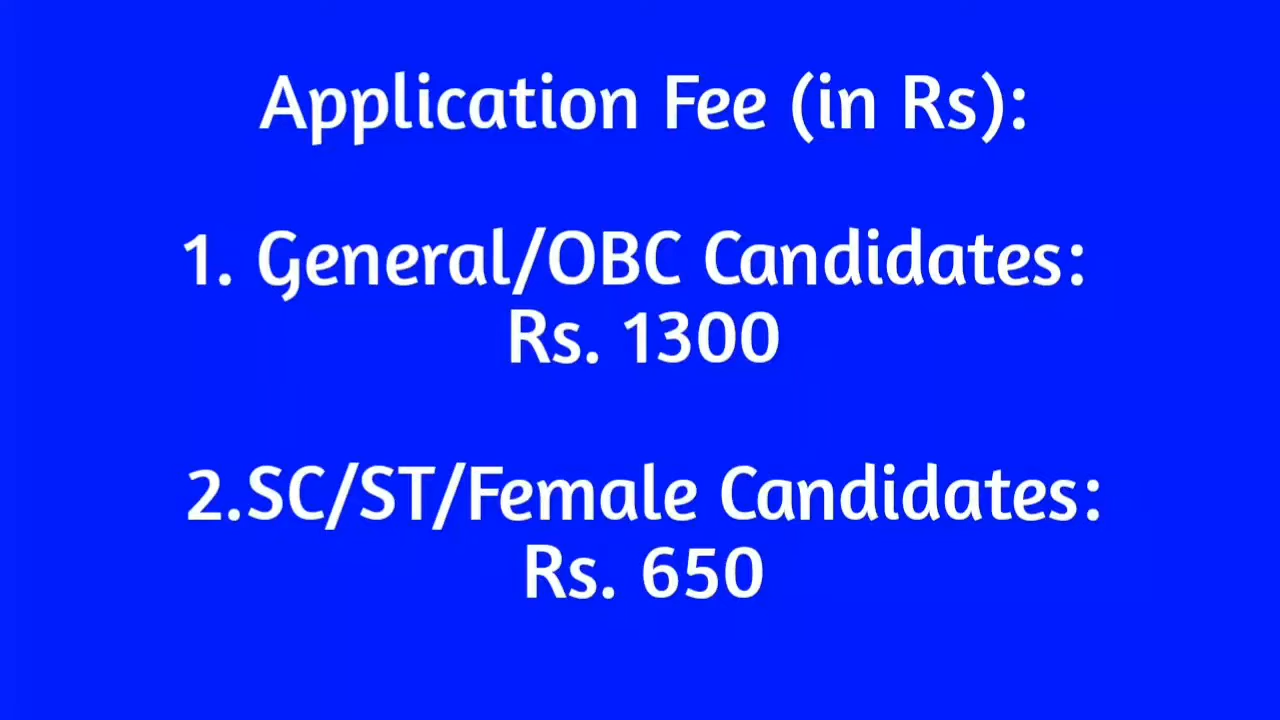 Application Fee (in Rs):
1. General/OBC Candidates:
Rs. 1300
2.SC/ST/Female Candidates:
Rs. 650